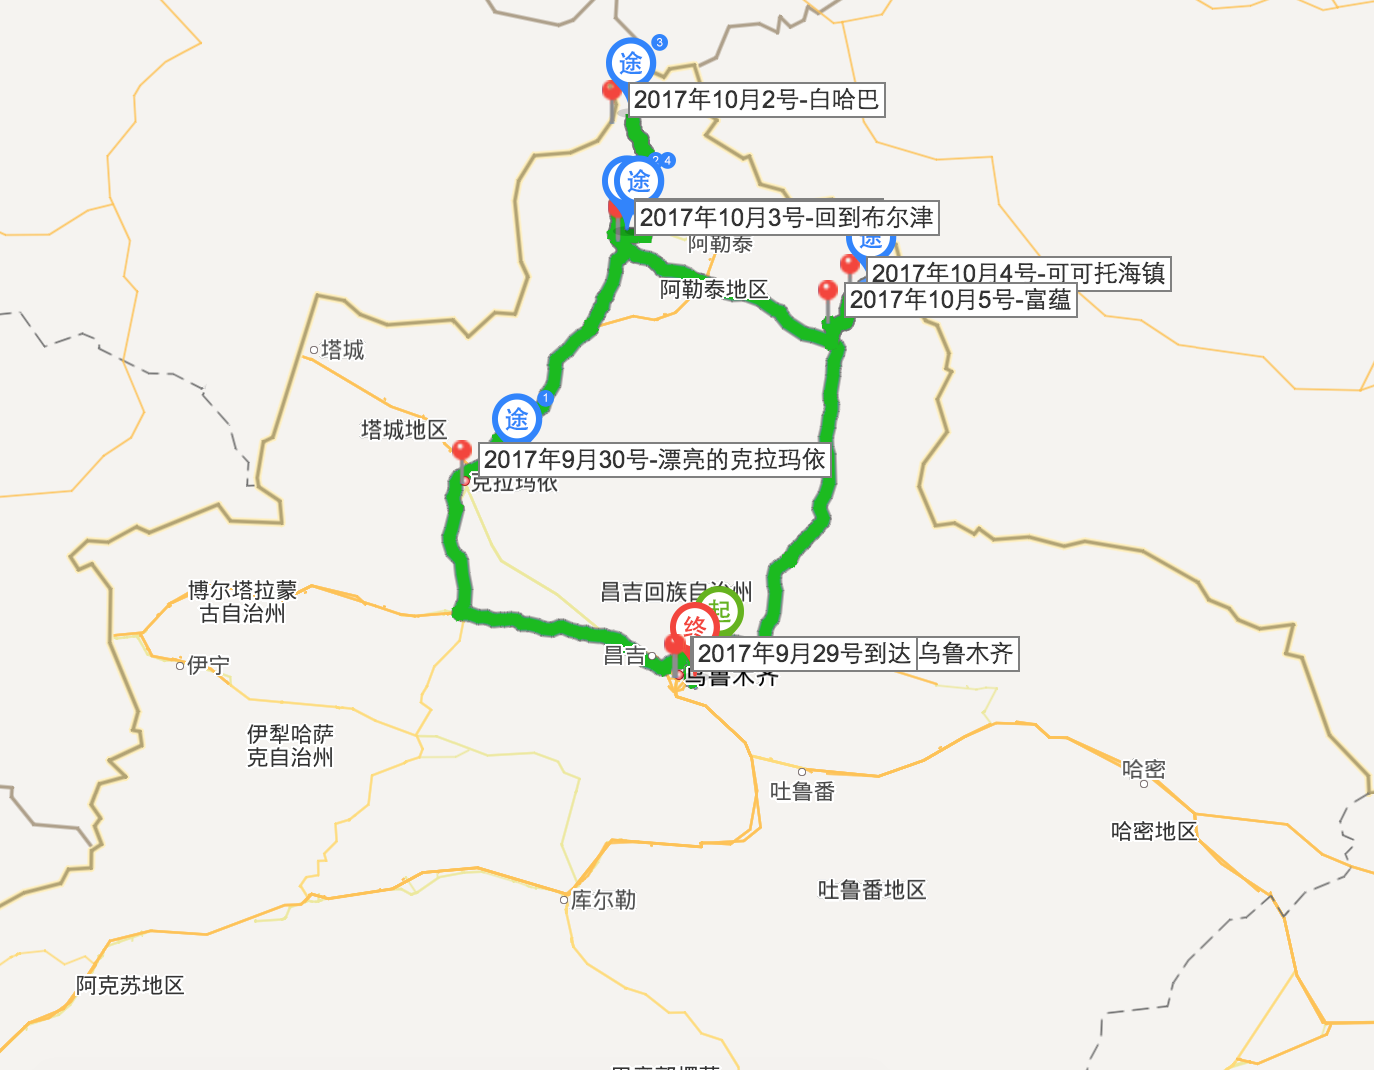 途
3
2017年10月2号-白哈巴
2
4
途
2017年10月3号-回到布尔津
阿勒泰
途
2017年10月4号-可可托海镇
阿勒泰地区
2017年10月5号-富蕴
塔城
1
途
塔城地区
2017年9月30号-漂亮的克拉玛依
克拉玛依
博尔塔拉蒙
古自治州
昌吉回族自治州
起
终
昌吉
2017年9月29号到达
乌鲁木齐
伊宁
乌鲁木齐
伊犁哈萨
克自治州
吐鲁番
哈密
哈密地区
吐鲁番地区
库尔勒
阿克苏地区